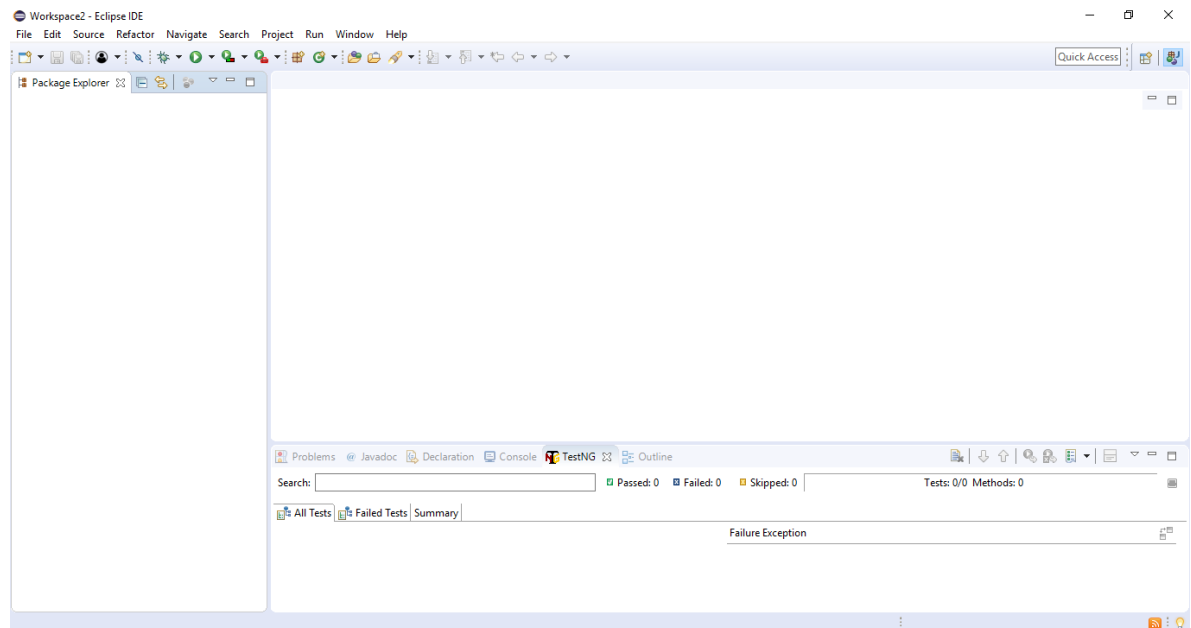 Workspace2 - Eclipse IDE
File Edit Source Refactor Navigate Search Project Run Window Help
Quick Access
Package Explorer
Problems @ Javadoc Declaration Console TestNG Outline
Search: Passed: 0 Failed: 0 Skipped: 0 Tests: 0/0 Methods: 0
All Tests Failed Tests Summary
Failure Exception